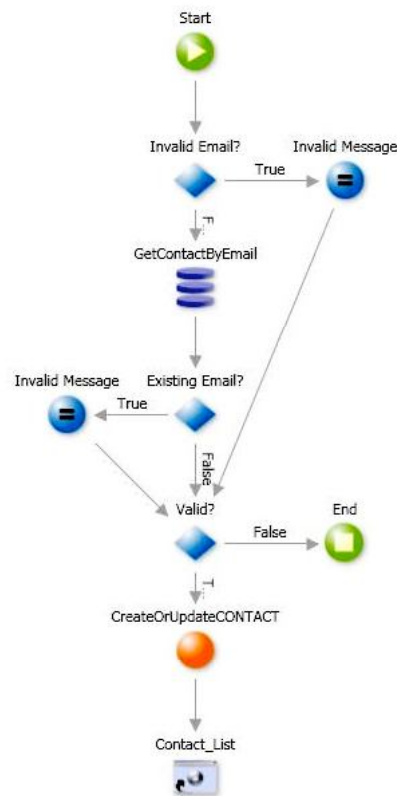 Start
Invalid Email?
Invalid Message
True
F...
GetContactByEmail
Invalid Message
Existing Email?
True
False
Valid?
End
False
T...
CreateOrUpdateCONTACT
Contact_List